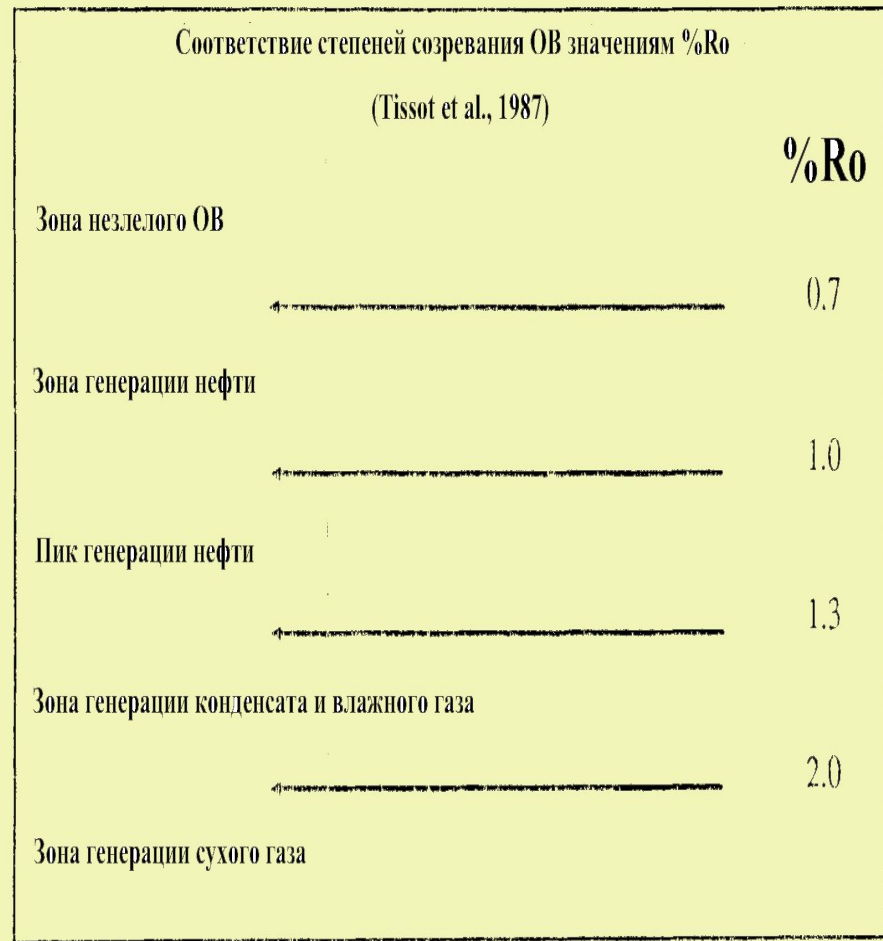 Соответствие степеней созревания ОВ значениям %Ro
(Tissot et al., 1987)
%Ro
Зона незлелого ОВ
0.7
Зона генерации нефти
1.0
Пик генерации нефти
1.3
Зона генерации конденсата и влажного газа
2.0
Зона генерации сухого газа